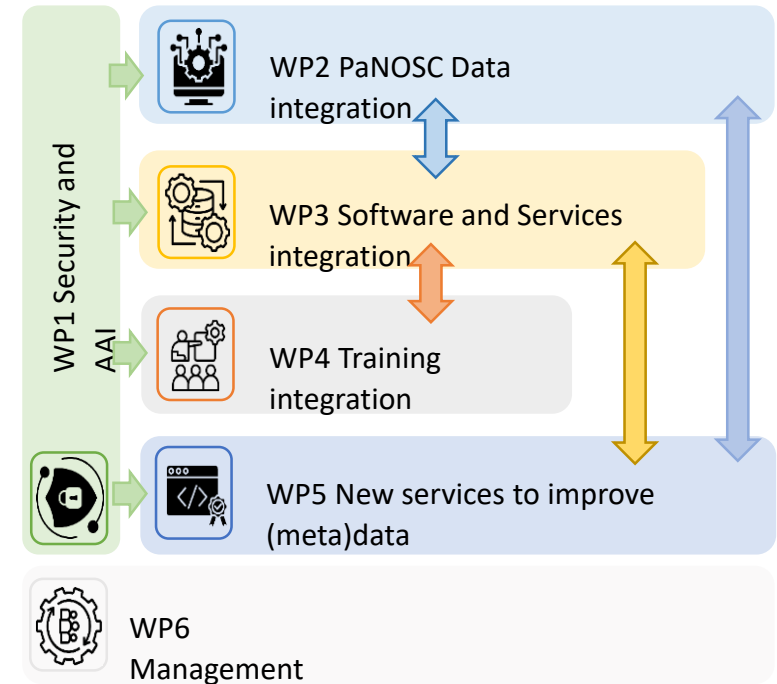 WP1 Security and
AAI
WP2 PaNOSC Data
integration
WP3 Software and Services
integration
WP4 Training
integration
</>
WP5 New services to improve
(meta)data
WP6
Management